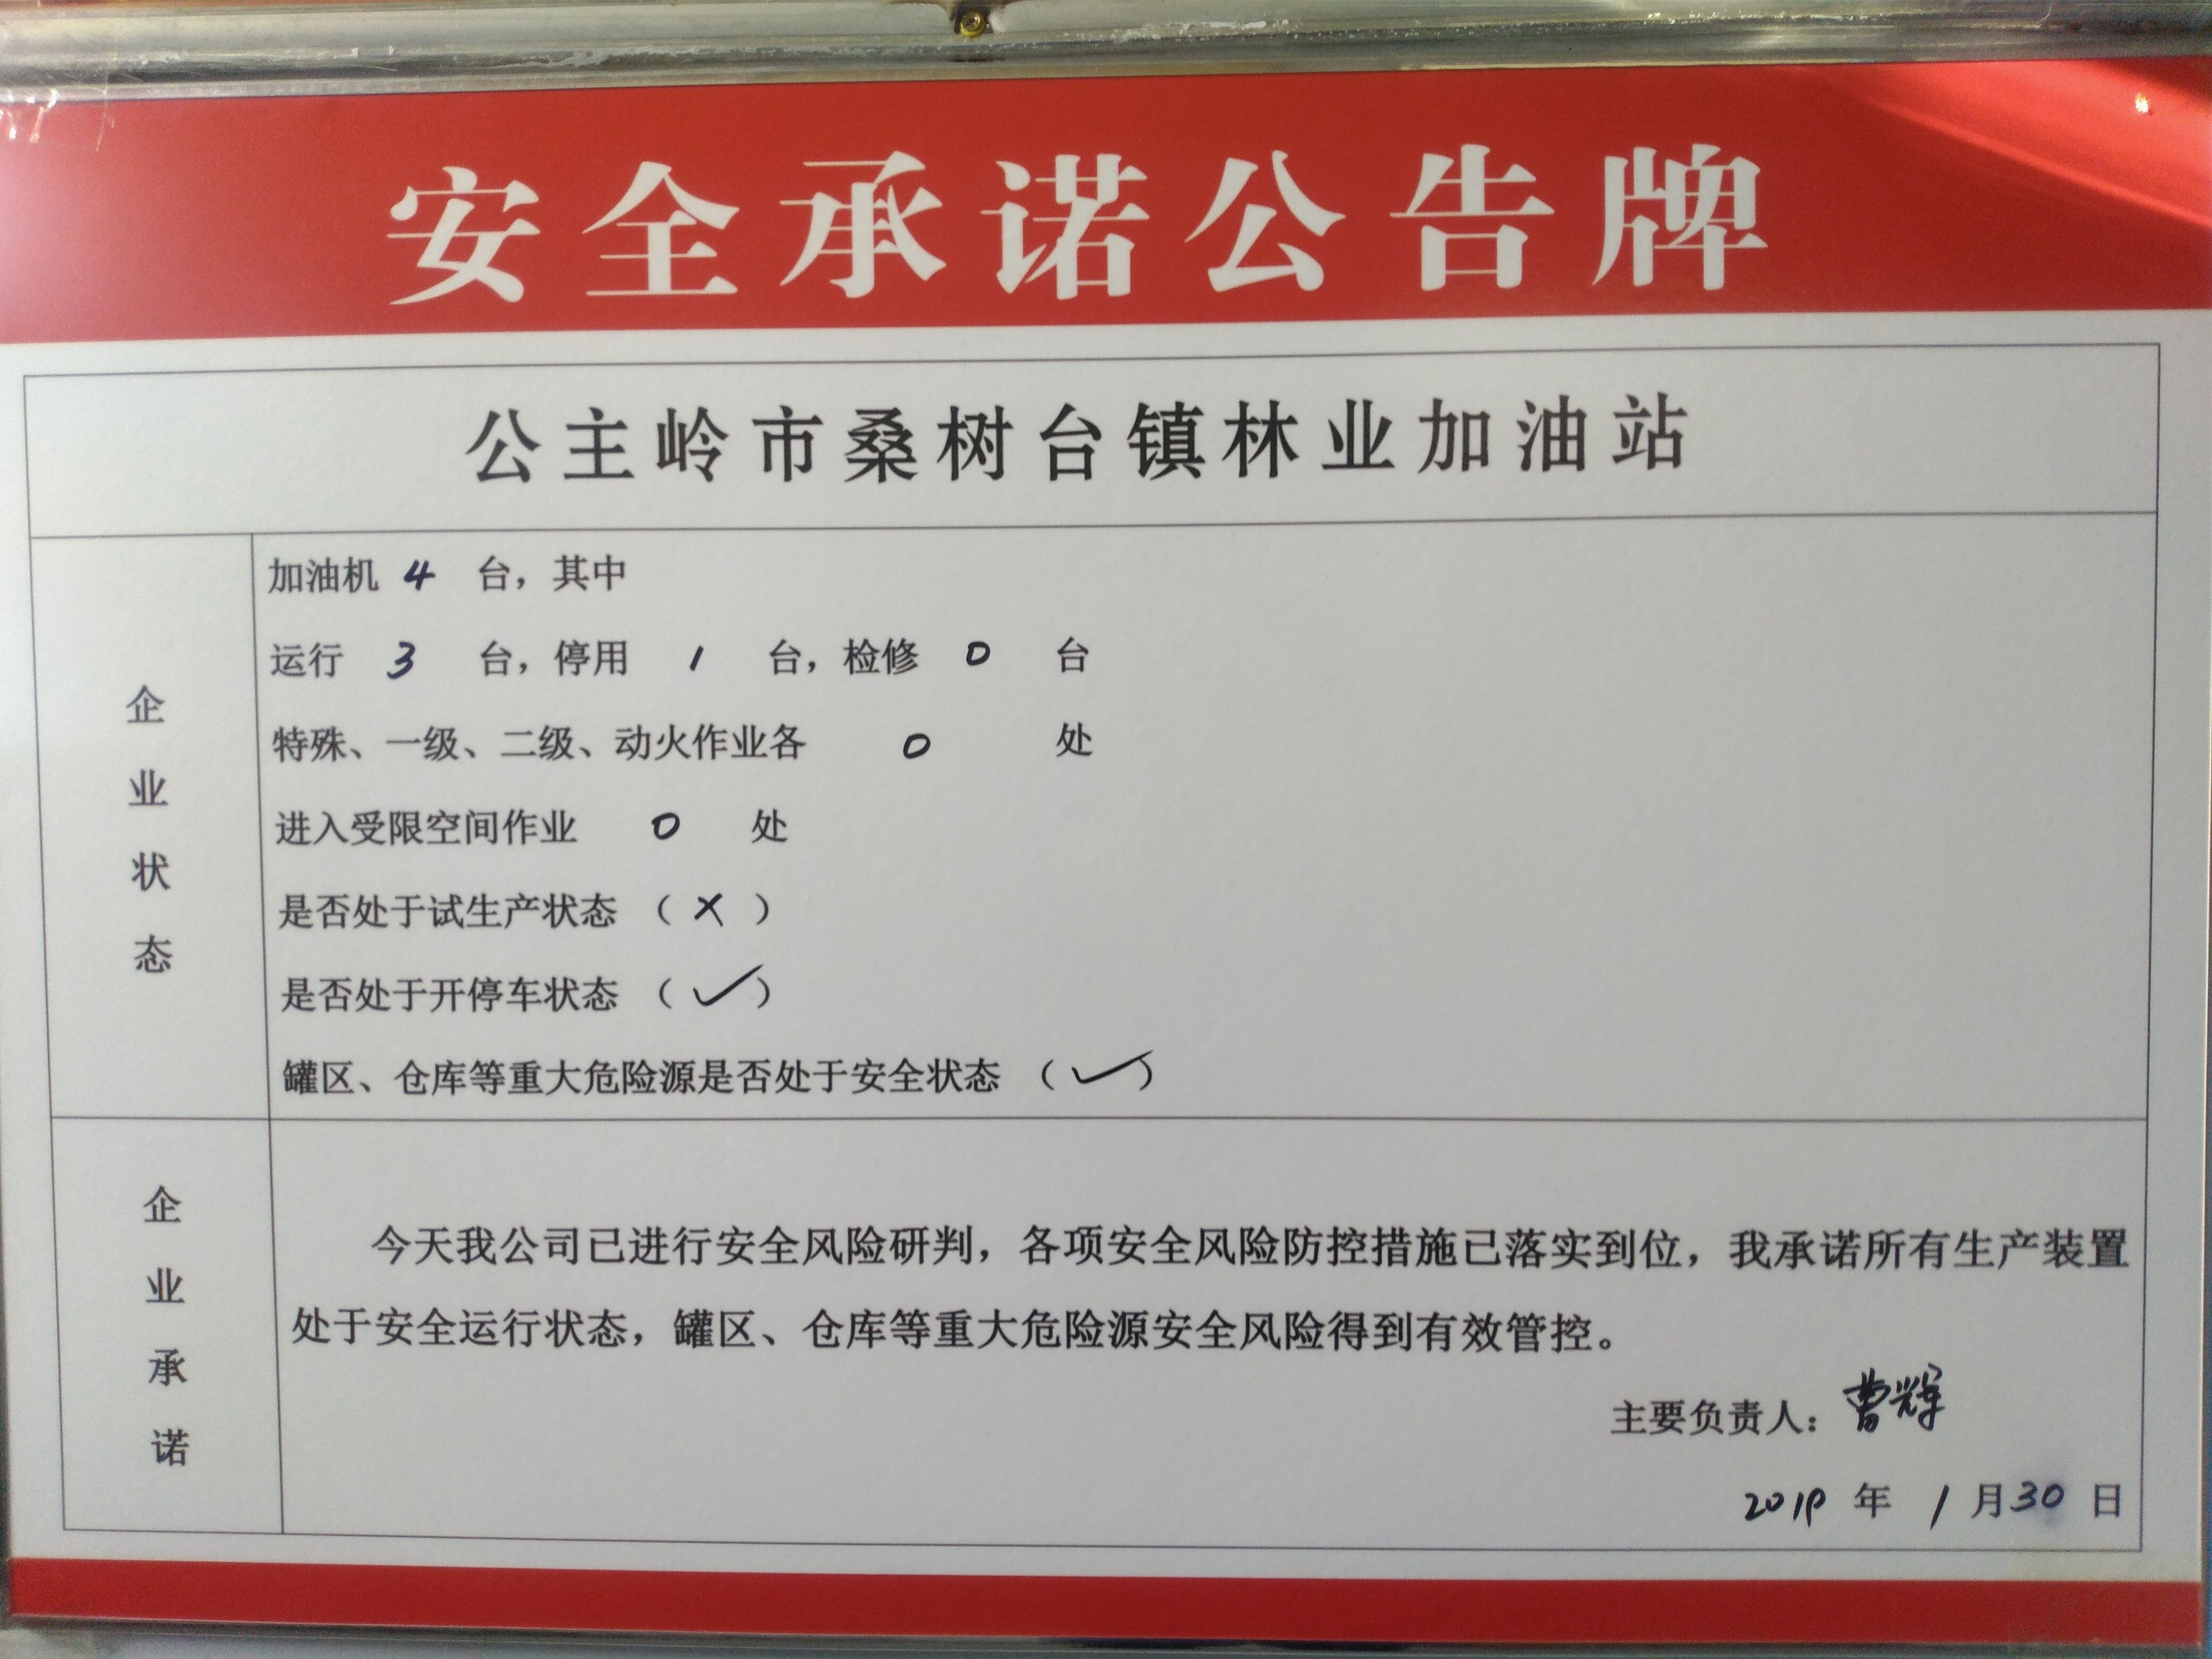 安全承诺公告牌
公主岭市桑树台镇林业加油站
企业状态
加油机 4 台，其中
运行 3 台，停用 1 台，检修 0 台
特殊、一级、二级、动火作业各 0 处
进入受限空间作业 0 处
是否处于试生产状态 （ × ）
是否处于开停车状态 （ ✓ ）
罐区、仓库等重大危险源是否处于安全状态 （ ✓ ）
企业承诺
今天我公司已进行安全风险研判，各项安全风险防控措施已落实到位，我承诺所有生产装置
处于安全运行状态，罐区、仓库等重大危险源安全风险得到有效管控。
主要负责人：曹辉
2019 年 1 月 30 日